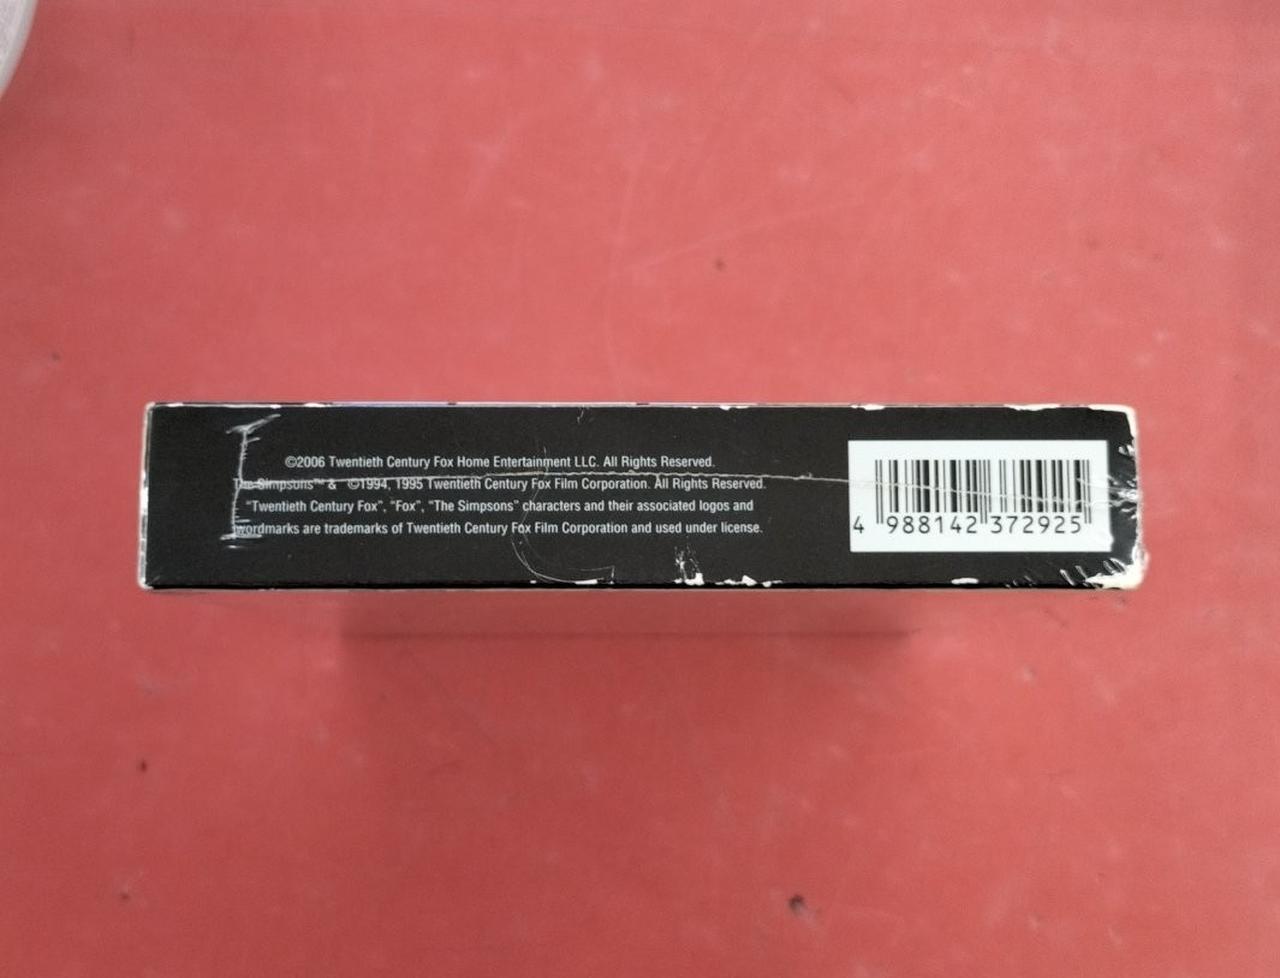 ©2006 Twentieth Century Fox Home Entertainment LLC. All Rights Reserved.
The Simpsons™ & ©1994, 1995 Twentieth Century Fox Film Corporation. All Rights Reserved.
"Twentieth Century Fox", "Fox", "The Simpsons" characters and their associated logos and
wordmarks are trademarks of Twentieth Century Fox Film Corporation and used under license.
4 988142 372925